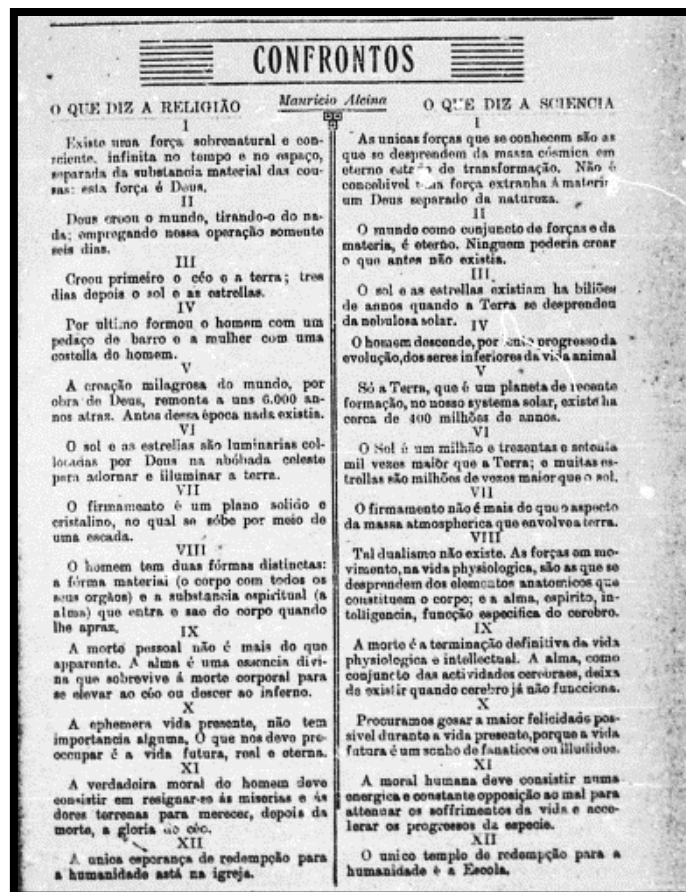 CONFRONTOS
Mauricio Alcina
O QUE DIZ A RELIGIÃO
I
Existe uma força sobrenatural e con-
sciente, infinita no tempo e no espaço,
separada da substancia material das cou-
sas: esta força é Deus.
II
Deus creou o mundo, tirando-o do na-
da; empregando nessa operação somente
seis dias.
III
Creou primeiro o céo e a terra; tres
dias depois o sol e as estrellas.
IV
Por ultimo formou o homem com um
pedaço de barro e a mulher com uma
costella do homem.
V
A creação milagrosa do mundo, por
obra de Deus, remonta a uns 6.000 an-
nos atraz. Antes dessa época nada existia.
VI
O sol e as estrellas são luminarias col-
locadas por Deus na abóbada celeste
para adornar e illuminar a terra.
VII
O firmamento é um plano solido e
cristalino, no qual se sóbe por meio de
uma escada.
VIII
O homem tem duas fórmas distinctas:
a fórma material (o corpo com todos os
seus orgãos) e a substancia espiritual (a
alma) que entra e sae do corpo quando
lhe apraz.
IX
A morte pessoal não é mais do que
apparente. A alma é uma essencia divi-
na que sobrevive á morte corporal para
se elevar ao céo ou descer ao inferno.
X
A ephemera vida presente, não tem
importancia alguma. O que nos deve pre-
occupar é a vida futura, real e eterna.
XI
A verdadeira moral do homem deve
consistir em resignar-se ás miserias e ás
dores terrenas para merecer, depois da
morte, a gloria do céo.
XII
A unica esperança de redempção para
a humanidade está na igreja.
O QUE DIZ A SCIENCIA
I
As unicas forças que se conhecem são as
que se desprendem da massa cósmica em
eterno estado de transformação. Não é
concebivel uma força extranha á materia
um Deus separado da natureza.
II
O mundo como conjuncto de forças e da
materia, é eterno. Ninguem poderia crear
o que antes não existia.
III
O sol e as estrellas existiam ha biliões
de annos quando a Terra se desprendeu
da nebulosa solar.
IV
O homem descende, por lento progresso da
evolução, dos seres inferiores da vida animal
V
Só a Terra, que é um planeta de recente
formação, no nosso systema solar, existe ha
cerca de 400 milhões de annos.
VI
O Sol é um milhão e trezentas e setenta
mil vezes maior que a Terra; e muitas es-
trellas são milhões de vezes maior que o sol.
VII
O firmamento não é mais do que o aspecto
da massa atmospherica que envolve a terra.
VIII
Tal dualismo não existe. As forças em mo-
vimento, na vida physiologica, são as que se
desprendem dos elementos anatomicos que
constituem o corpo; e a alma, espirito, in-
telligencia, funcção especifica do cerebro.
IX
A morte é a terminação definitiva da vida
physiologica e intellectual. A alma, como
conjuncto das actividades cerebraes, deixa
de existir quando cerebro já não funcciona.
X
Procuramos gosar a maior felicidade pos-
sivel durante a vida presente, porque a vida
futura é um sonho de fanaticos ou illudidos.
XI
A moral humana deve consistir numa
energica e constante opposição ao mal para
attenuar os soffrimentos da vida e acce-
lerar os progressos da especie.
XII
O unico templo de redempção para a
humanidade é a Escola.